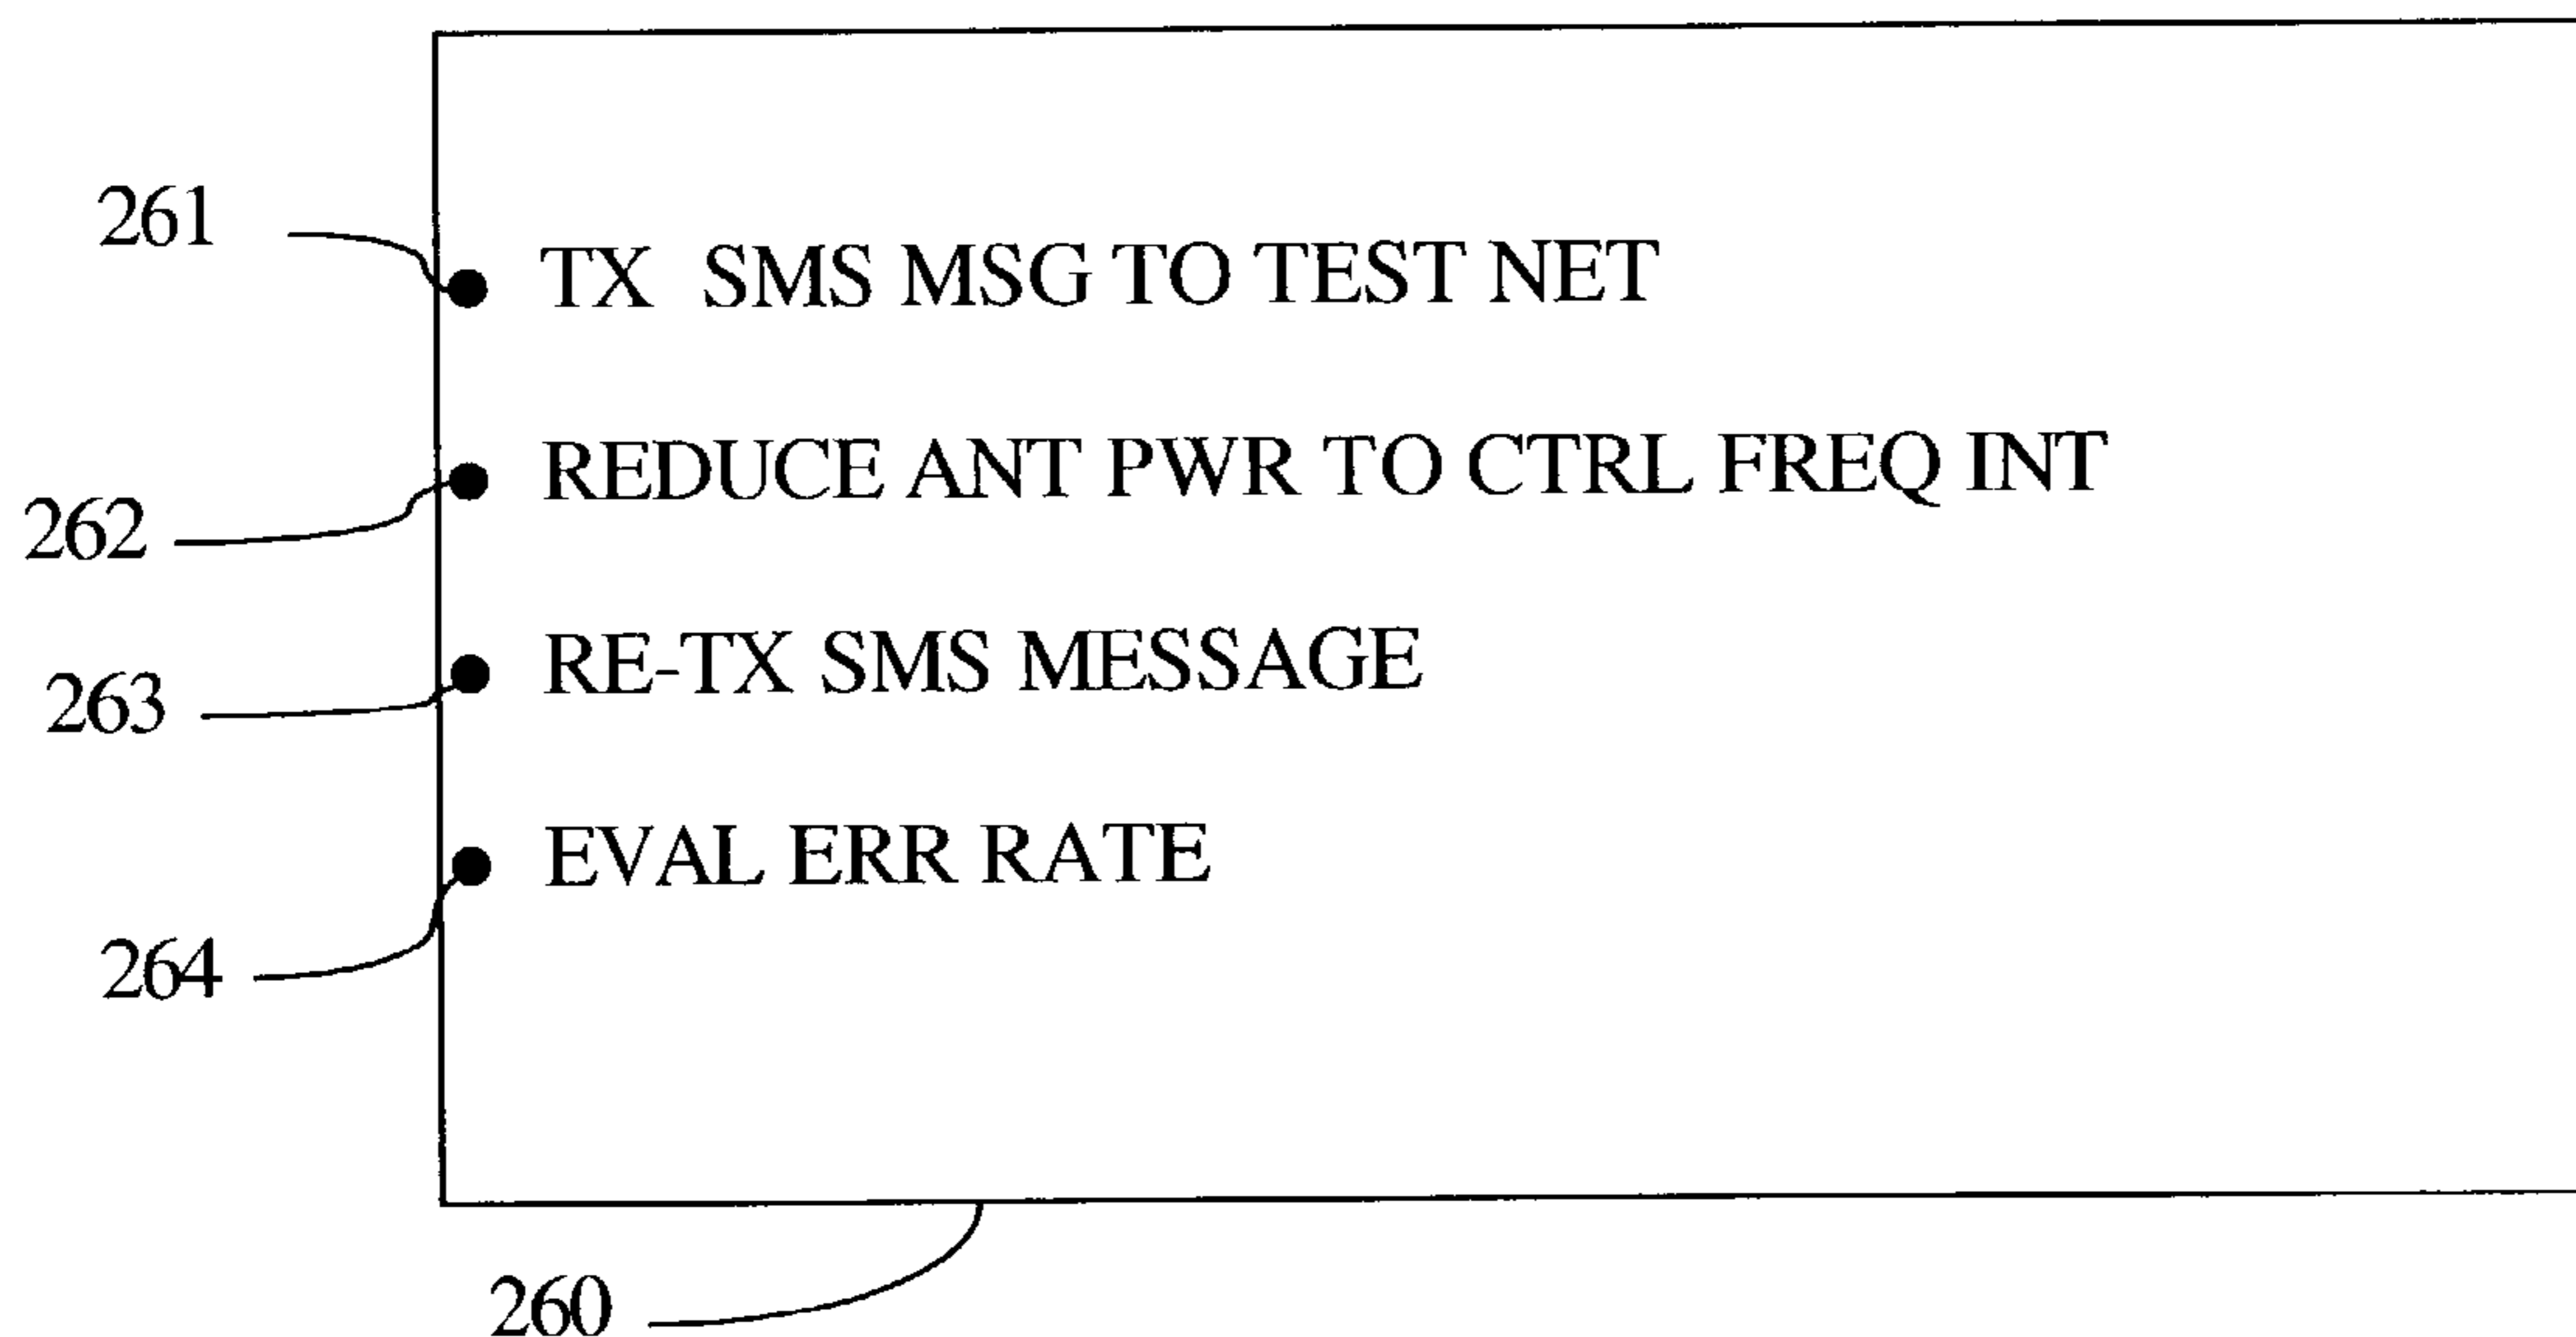 261
TX SMS MSG TO TEST NET
REDUCE ANT PWR TO CTRL FREQ INT
262
RE-TX SMS MESSAGE
263
EVAL ERR RATE
264
260